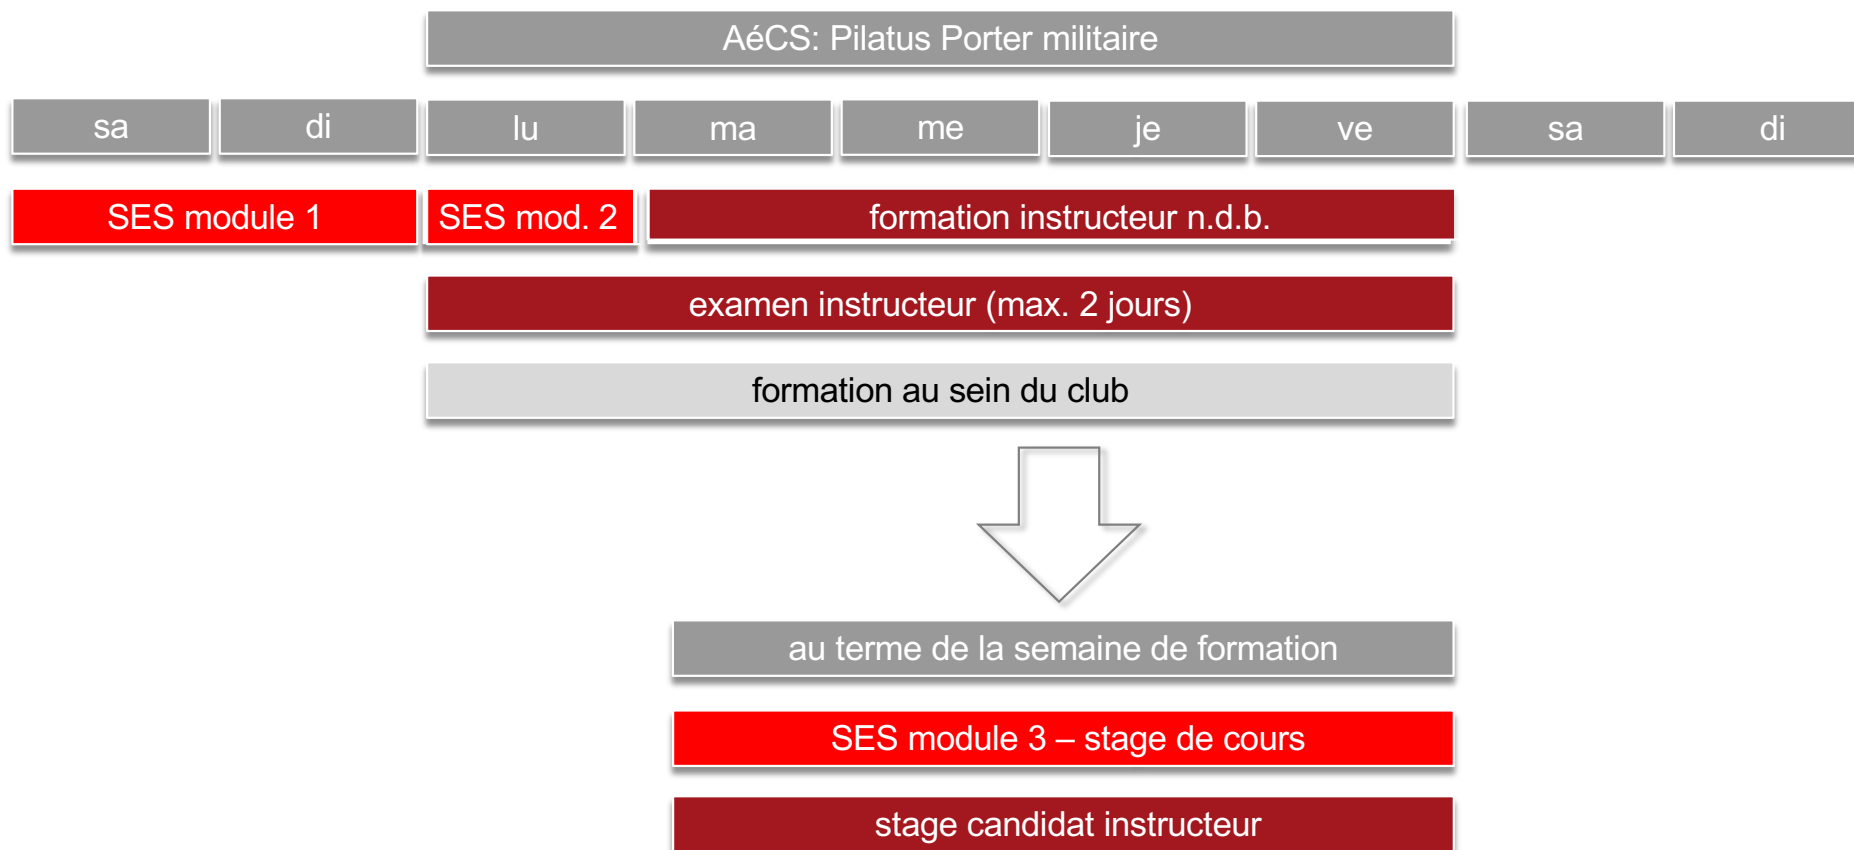 AéCS: Pilatus Porter militaire
sa di lu ma me je ve sa di
SES module 1 SES mod. 2 formation instructeur n.d.b.
examen instructeur (max. 2 jours)
formation au sein du club
au terme de la semaine de formation
SES module 3 – stage de cours
stage candidat instructeur